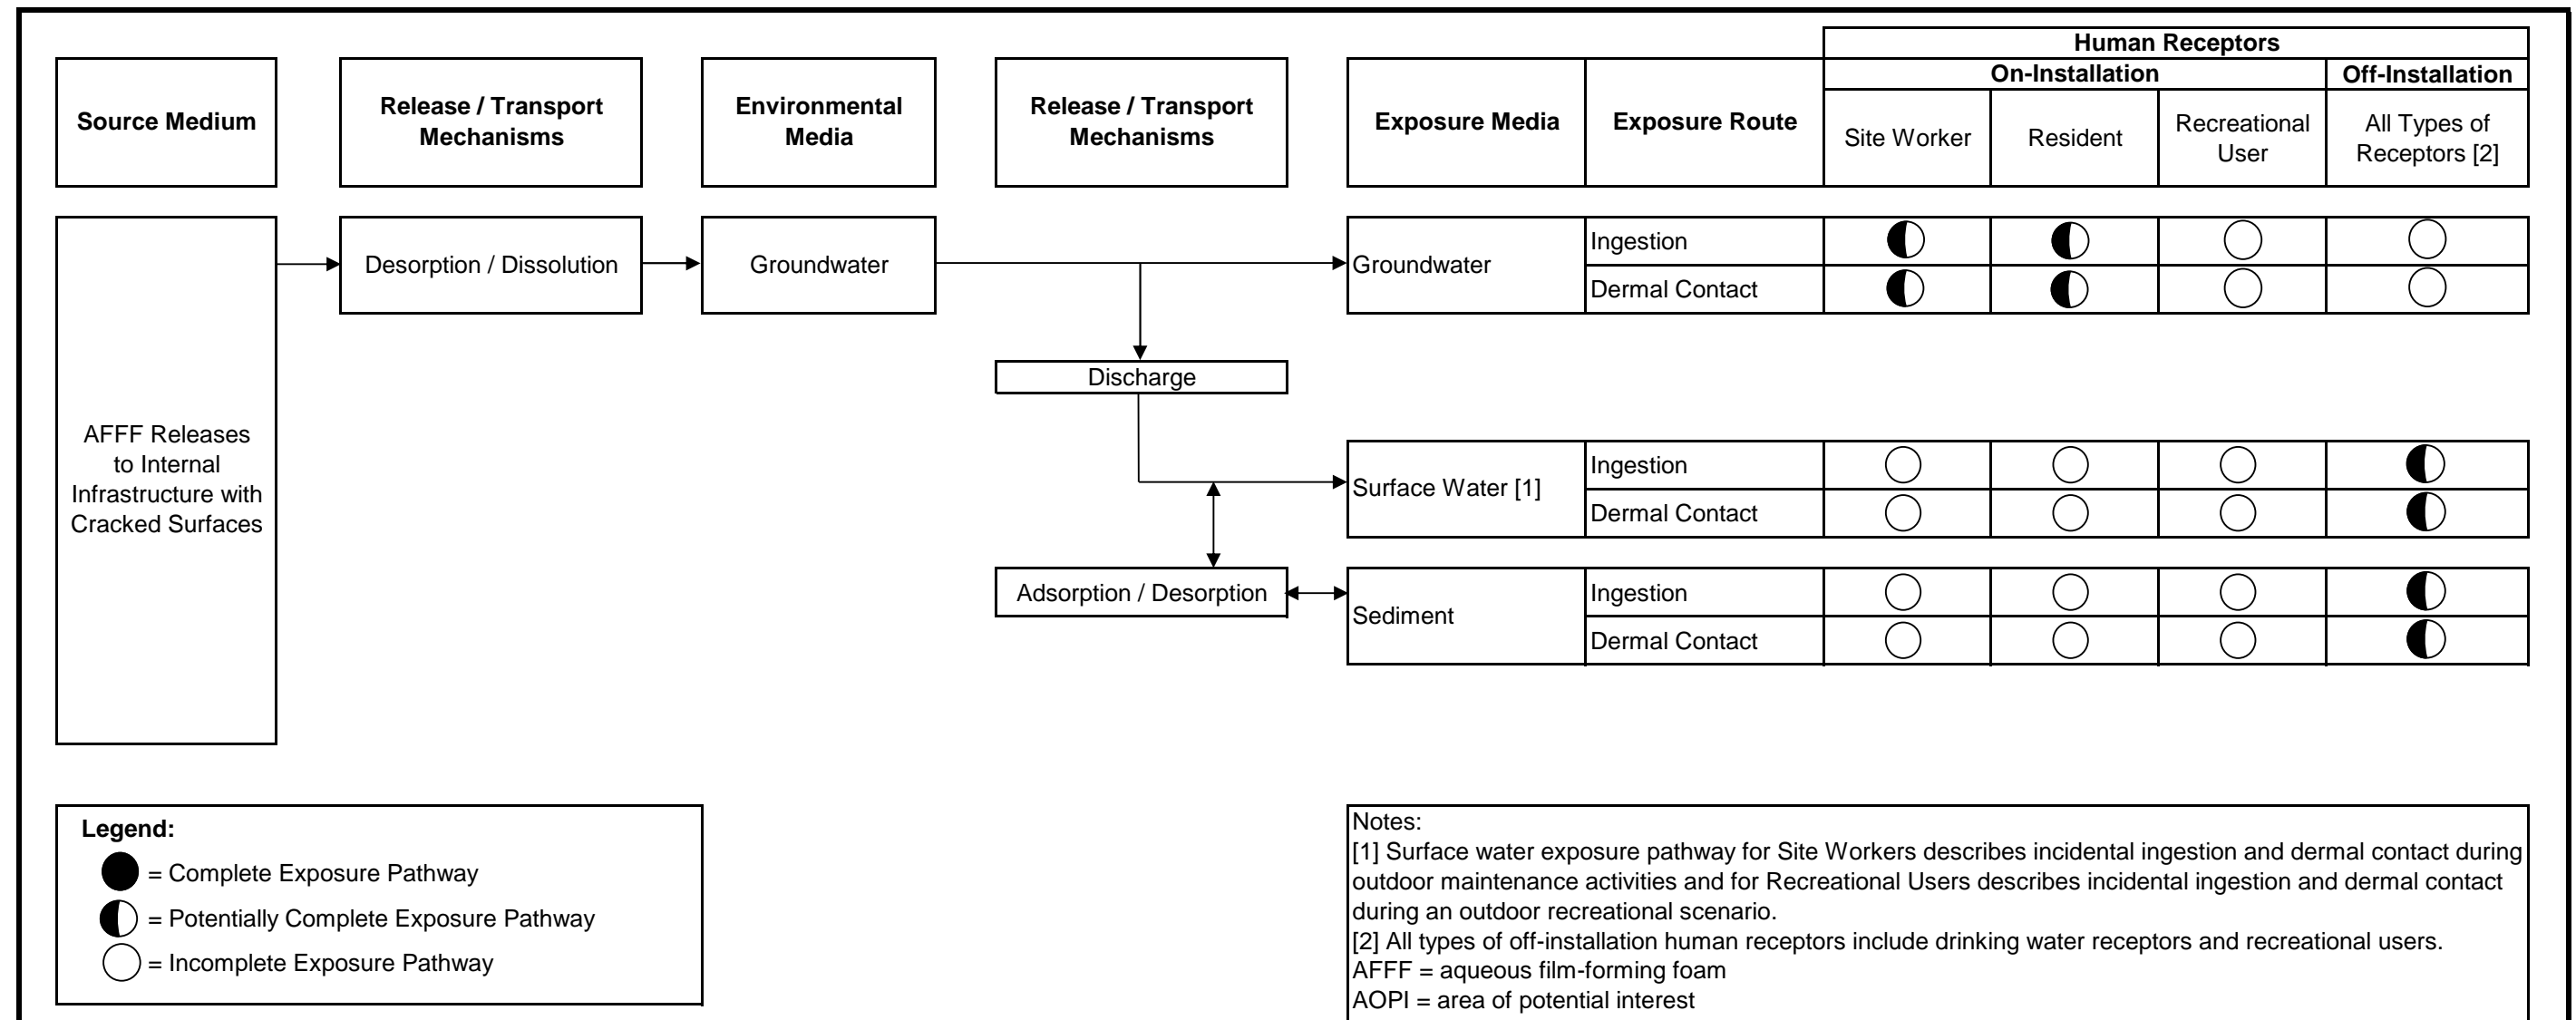 Human Receptors
On-Installation
Off-Installation
Source Medium
Release / Transport
Mechanisms
Environmental
Media
Release / Transport
Mechanisms
Exposure Media
Exposure Route
Site Worker
Resident
Recreational
User
All Types of
Receptors [2]
AFFF Releases
to Internal
Infrastructure with
Cracked Surfaces
Desorption / Dissolution
Groundwater
Groundwater
Ingestion
Dermal Contact
Discharge
Surface Water [1]
Ingestion
Dermal Contact
Adsorption / Desorption
Sediment
Ingestion
Dermal Contact
Legend:
= Complete Exposure Pathway
= Potentially Complete Exposure Pathway
= Incomplete Exposure Pathway
Notes:
[1] Surface water exposure pathway for Site Workers describes incidental ingestion and dermal contact during
outdoor maintenance activities and for Recreational Users describes incidental ingestion and dermal contact
during an outdoor recreational scenario.
[2] All types of off-installation human receptors include drinking water receptors and recreational users.
AFFF = aqueous film-forming foam
AOPI = area of potential interest